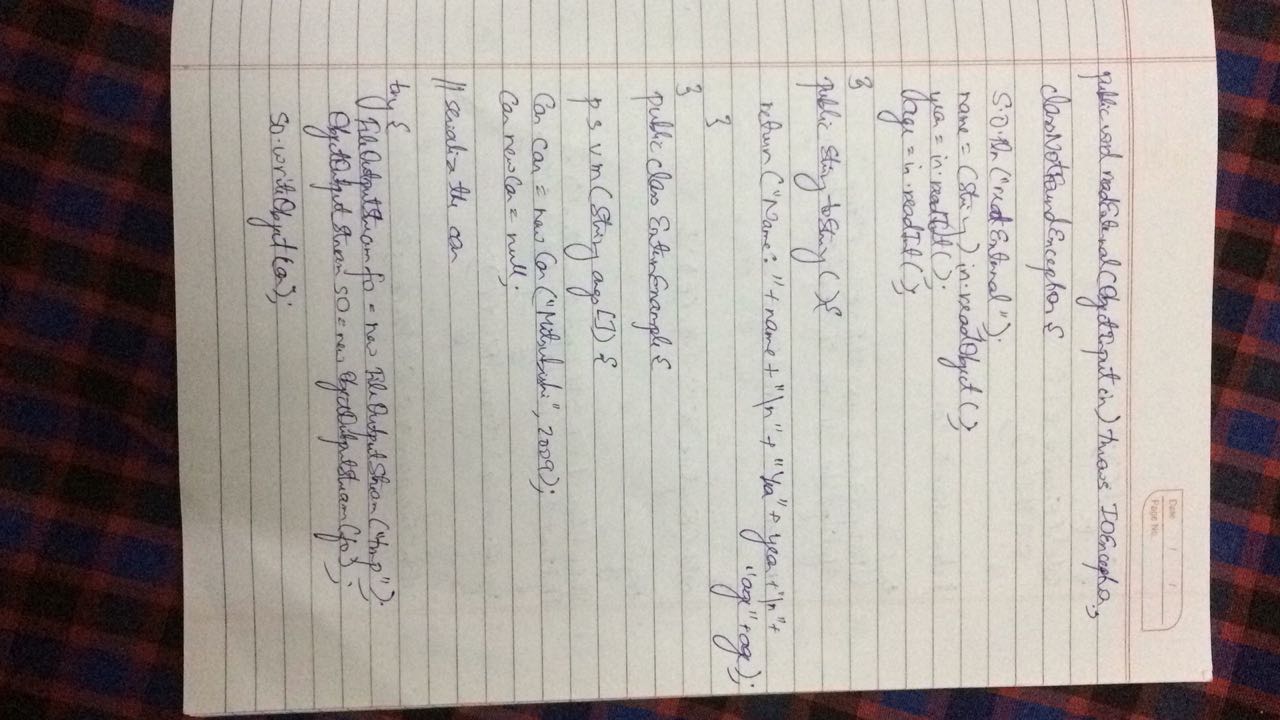 Date / /
Page No.
public void readExternal(ObjectInput in) throws IOException,
classNotFoundException {
S.O.Pln ("readExternal");
name = (String) in.readObject();
year = in.readInt();
age = in.readInt();
}
public String toString () {
return ("Name: " + name + "\n" + "Year" + year + "\n" +
"age" + age);
}
}
public class ExternExample {
p s v m (String args[]) {
Car car = new Car ("Mitsubishi", 2009);
Car newCar = null;
// serialize the car
try {
FileOutputStream fo = new FileOutputStream ("tmp");
ObjectOutputStream so = new ObjectOutputStream (fo);
so.writeObject (car);